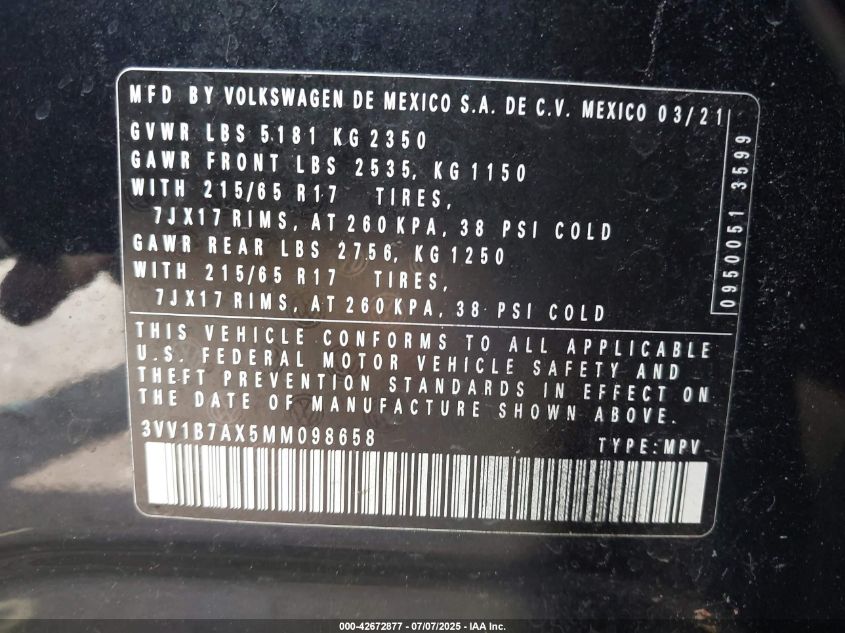 MFD BY VOLKSWAGEN DE MEXICO S.A. DE C.V. MEXICO 03/21
GVWR LBS 5181 KG 2350
GAWR FRONT LBS 2535, KG 1150
WITH 215/65 R17 TIRES,
7JX17 RIMS, AT 260 KPA, 38 PSI COLD
GAWR REAR LBS 2756, KG 1250
WITH 215/65 R17 TIRES,
7JX17 RIMS, AT 260 KPA, 38 PSI COLD
0950051 3599
THIS VEHICLE CONFORMS TO ALL APPLICABLE
U.S. FEDERAL MOTOR VEHICLE SAFETY AND
THEFT PREVENTION STANDARDS IN EFFECT ON
THE DATE OF MANUFACTURE SHOWN ABOVE.
3VV1B7AX5MM098658 TYPE:MPV
000-42672877 - 07/07/2025 - IAA Inc.